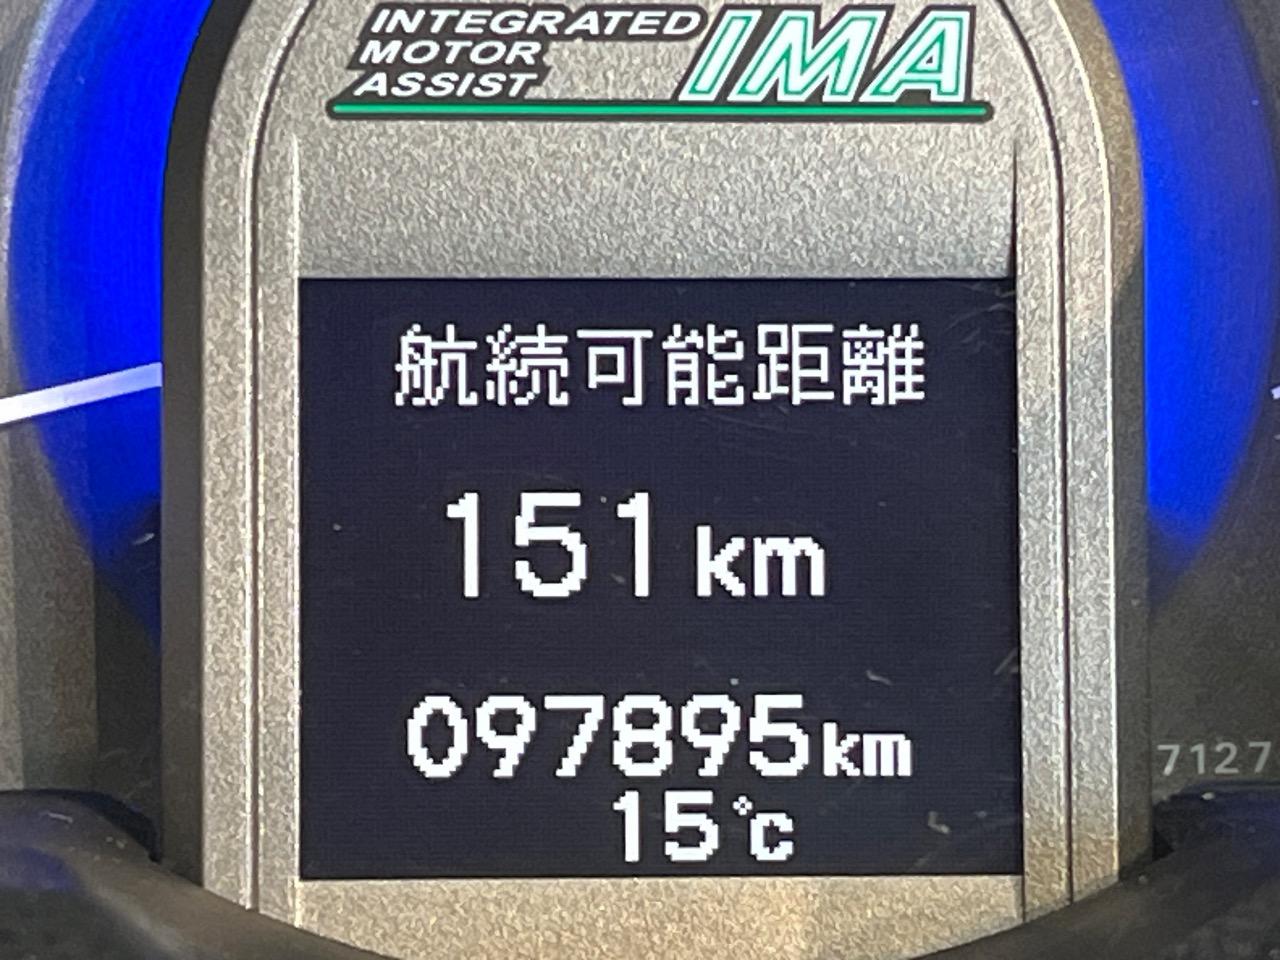 INTEGRATED
MOTOR
ASSIST
IMA
航続可能距離
151 km
097895km
15℃
7127